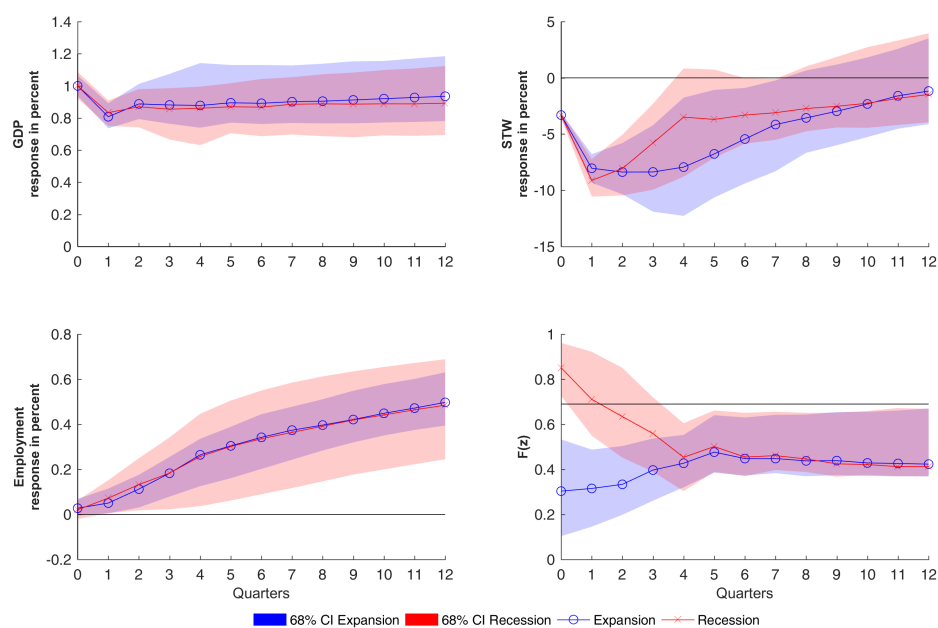 GDP
response in percent
1.4
1.2
1
0.8
0.6
0.4
0.2
0
0 1 2 3 4 5 6 7 8 9 10 11 12
STW
response in percent
5
0
-5
-10
-15
0 1 2 3 4 5 6 7 8 9 10 11 12
Employment
response in percent
0.8
0.6
0.4
0.2
0
-0.2
0 1 2 3 4 5 6 7 8 9 10 11 12
Quarters
F(z)
1
0.8
0.6
0.4
0.2
0
0 1 2 3 4 5 6 7 8 9 10 11 12
Quarters
68% CI Expansion 68% CI Recession Expansion Recession